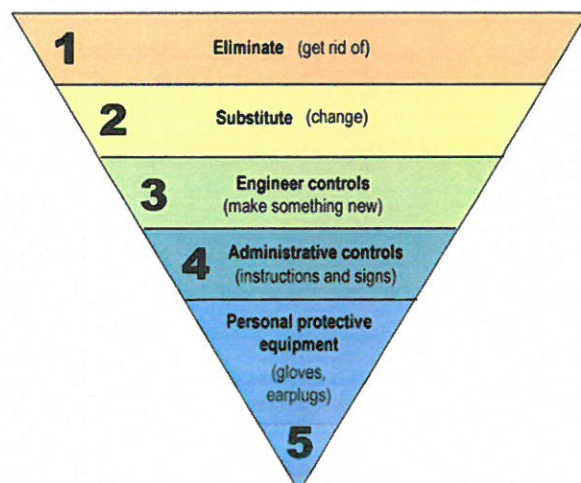 1 Eliminate (get rid of)
2 Substitute (change)
3 Engineer controls
(make something new)
4 Administrative controls
(instructions and signs)
Personal protective
equipment
(gloves,
earplugs)
5